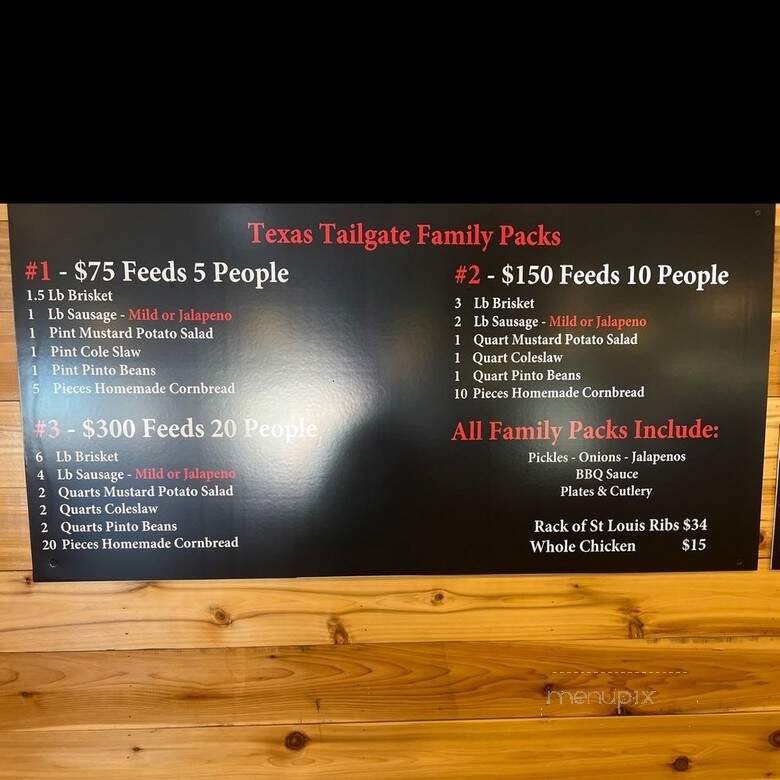 Texas Tailgate Family Packs
#1 - $75 Feeds 5 People
1.5 Lb Brisket
1 Lb Sausage - Mild or Jalapeno
1 Pint Mustard Potato Salad
1 Pint Cole Slaw
1 Pint Pinto Beans
5 Pieces Homemade Cornbread
#2 - $150 Feeds 10 People
3 Lb Brisket
2 Lb Sausage - Mild or Jalapeno
1 Quart Mustard Potato Salad
1 Quart Coleslaw
1 Quart Pinto Beans
10 Pieces Homemade Cornbread
#3 - $300 Feeds 20 People
6 Lb Brisket
4 Lb Sausage - Mild or Jalapeno
2 Quarts Mustard Potato Salad
2 Quarts Coleslaw
2 Quarts Pinto Beans
20 Pieces Homemade Cornbread
All Family Packs Include:
Pickles - Onions - Jalapenos
BBQ Sauce
Plates & Cutlery
Rack of St Louis Ribs $34
Whole Chicken $15
menupix